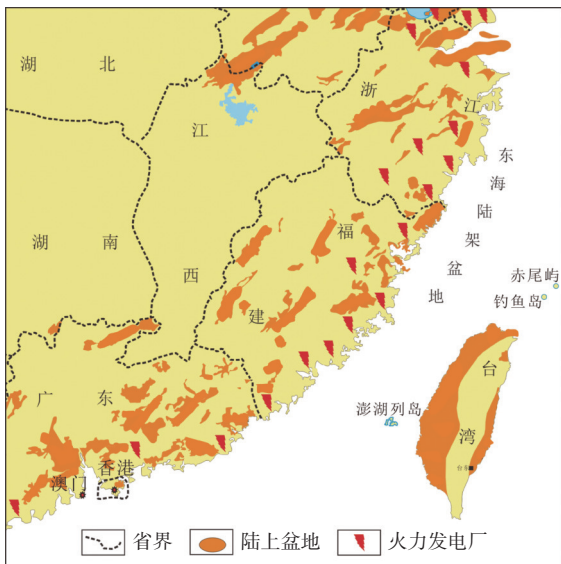 湖北
浙江
江西
东海陆架盆地
湖南
福建
赤尾屿
钓鱼岛
台湾
广东
澎湖列岛
台东
香港
澳门
省界
陆上盆地
火力发电厂